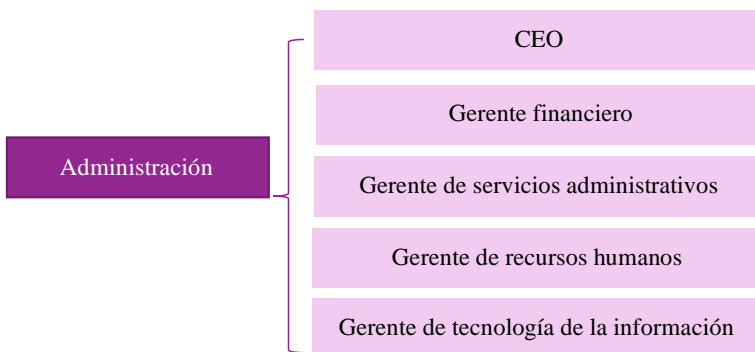 CEO
Gerente financiero
Administración
Gerente de servicios administrativos
Gerente de recursos humanos
Gerente de tecnología de la información